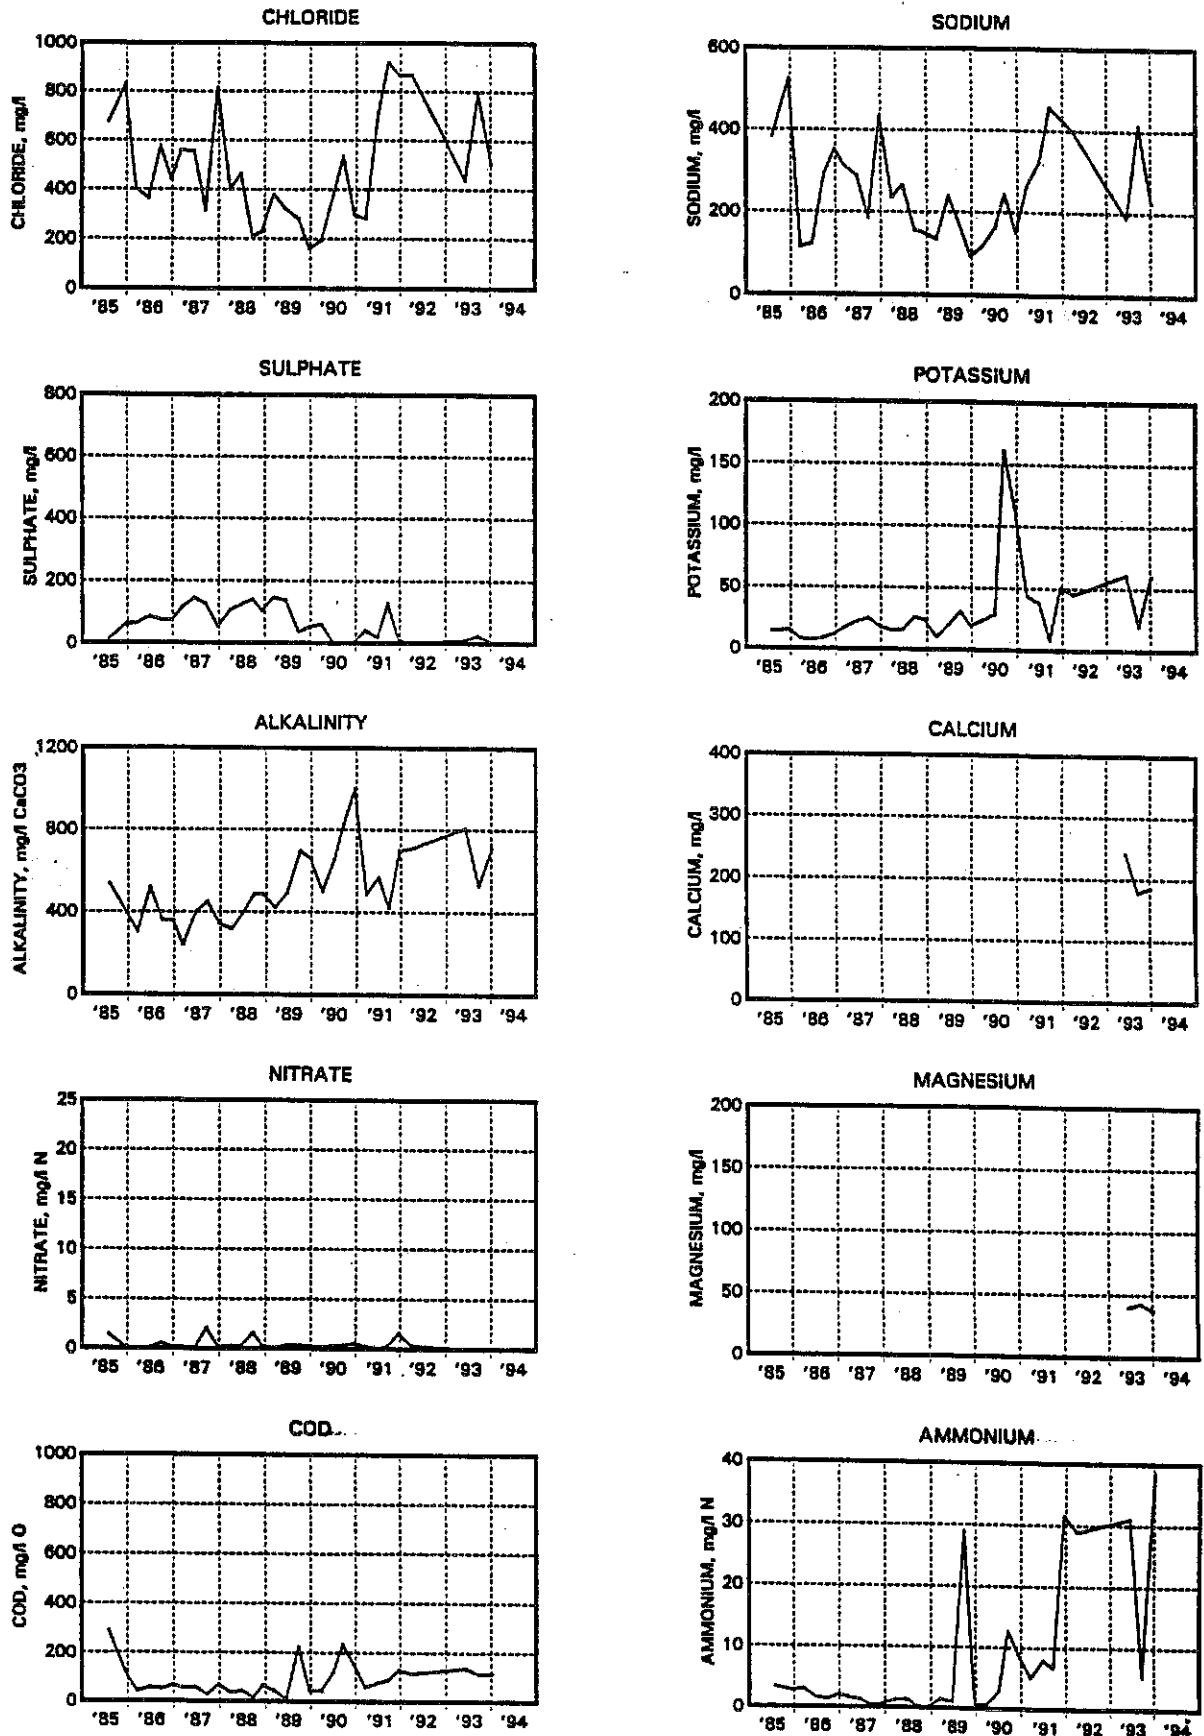 CHLORIDE
CHLORIDE, mg/l
1000
800
600
400
200
0
'85 '86 '87 '88 '89 '90 '91 '92 '93 '94
SODIUM
SODIUM, mg/l
600
400
200
0
'85 '86 '87 '88 '89 '90 '91 '92 '93 '94
SULPHATE
SULPHATE, mg/l
800
600
400
200
0
'85 '86 '87 '88 '89 '90 '91 '92 '93 '94
POTASSIUM
POTASSIUM, mg/l
200
150
100
50
0
'85 '86 '87 '88 '89 '90 '91 '92 '93 '94
ALKALINITY
ALKALINITY, mg/l CaCO3
1200
800
400
0
'85 '86 '87 '88 '89 '90 '91 '92 '93 '94
CALCIUM
CALCIUM, mg/l
400
300
200
100
0
'85 '86 '87 '88 '89 '90 '91 '92 '93 '94
NITRATE
NITRATE, mg/l N
25
20
15
10
5
0
'85 '86 '87 '88 '89 '90 '91 '92 '93 '94
MAGNESIUM
MAGNESIUM, mg/l
200
150
100
50
0
'85 '86 '87 '88 '89 '90 '91 '92 '93 '94
COD
COD, mg/l O
1000
800
600
400
200
0
'85 '86 '87 '88 '89 '90 '91 '92 '93 '94
AMMONIUM
AMMONIUM, mg/l N
40
30
20
10
0
'85 '86 '87 '88 '89 '90 '91 '92 '93 '94